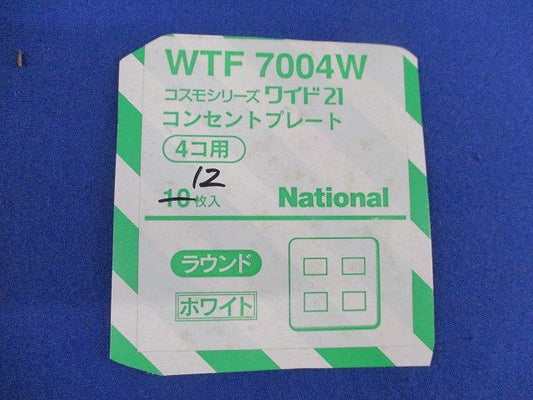 WTF 7004W
コスモシリーズ ワイド21
コンセントプレート
4コ用
12
10枚入
National
ラウンド
ホワイト